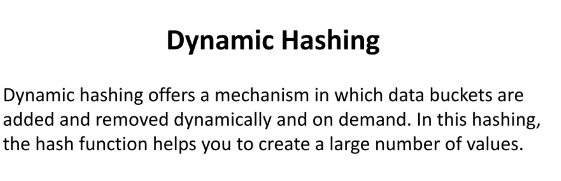 Dynamic Hashing
Dynamic hashing offers a mechanism in which data buckets are
added and removed dynamically and on demand. In this hashing,
the hash function helps you to create a large number of values.